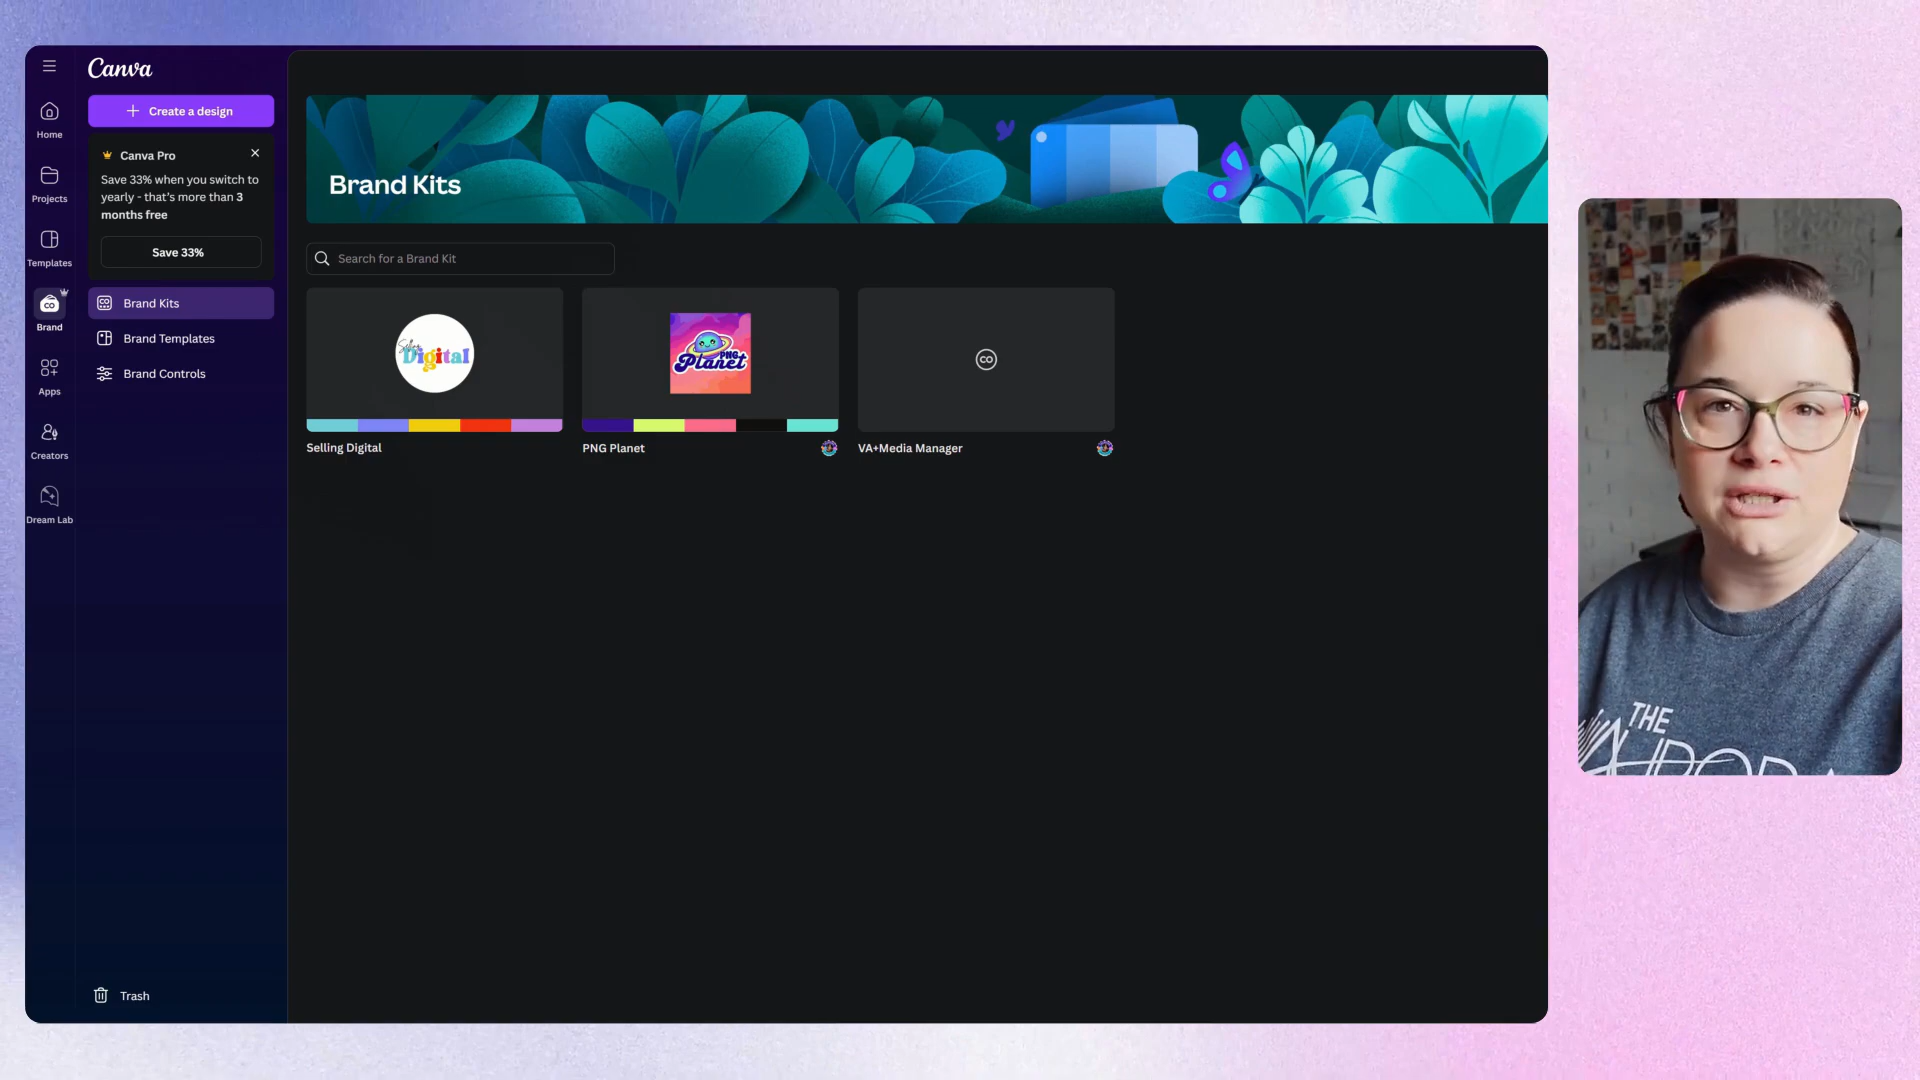 Canva
Create a design
Home
Canva Pro
Save 33% when you switch to
yearly - that's more than 3
months free
Save 33%
Projects
Templates
Brand
Apps
Creators
Dream Lab
Brand Kits
Brand Templates
Brand Controls
Trash
Brand Kits
Search for a Brand Kit
Selling
Digital
Selling Digital
PNG
Planet
PNG Planet
CO
VA+Media Manager
THE